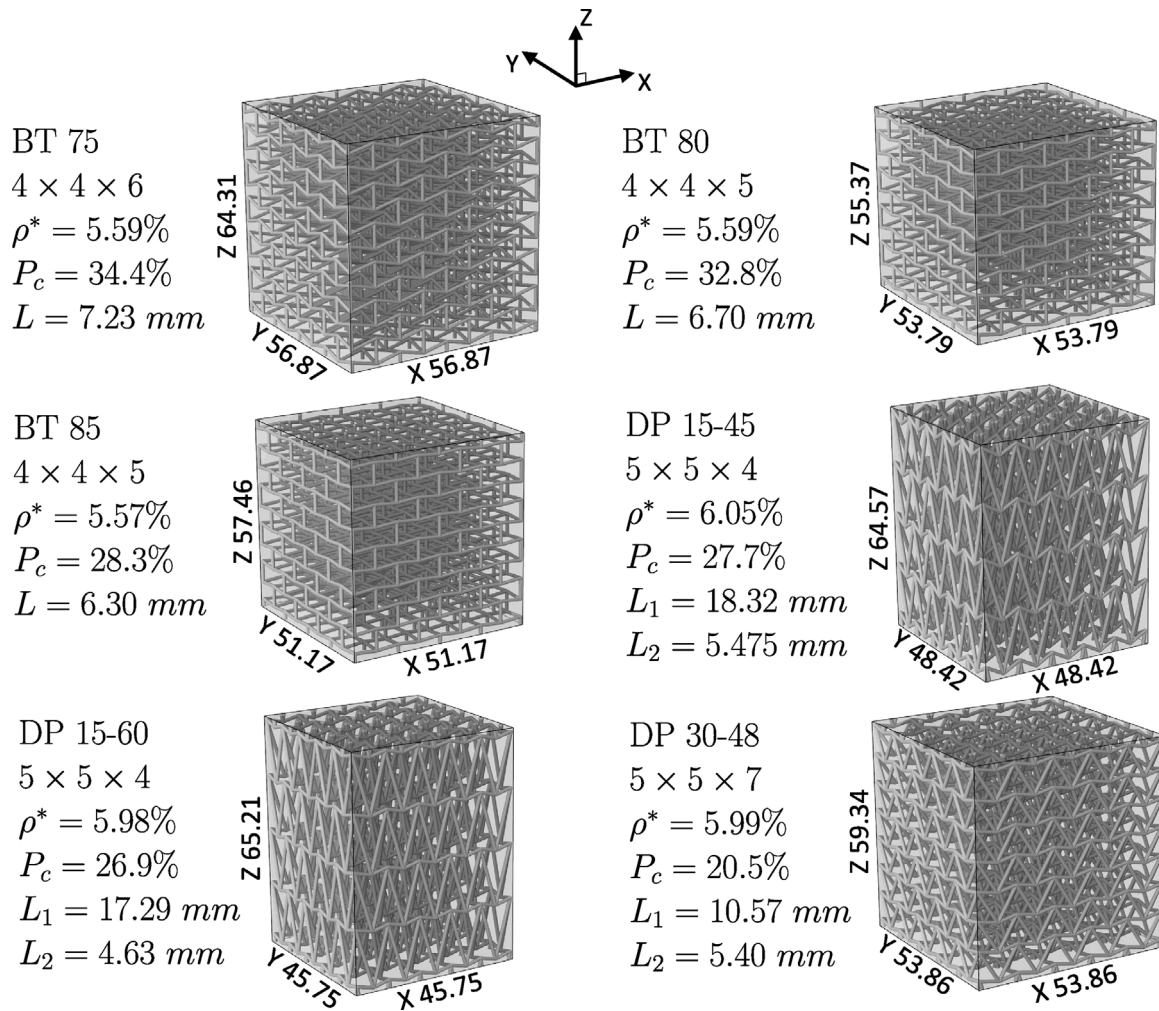 Z
Y
X
BT 75
4 × 4 × 6
ρ* = 5.59%
P_c = 34.4%
L = 7.23 mm
Z 64.31
Y 56.87
X 56.87
BT 80
4 × 4 × 5
ρ* = 5.59%
P_c = 32.8%
L = 6.70 mm
Z 55.37
Y 53.79
X 53.79
BT 85
4 × 4 × 5
ρ* = 5.57%
P_c = 28.3%
L = 6.30 mm
Z 57.46
Y 51.17
X 51.17
DP 15-45
5 × 5 × 4
ρ* = 6.05%
P_c = 27.7%
L_1 = 18.32 mm
L_2 = 5.475 mm
Z 64.57
Y 48.42
X 48.42
DP 15-60
5 × 5 × 4
ρ* = 5.98%
P_c = 26.9%
L_1 = 17.29 mm
L_2 = 4.63 mm
Z 65.21
Y 45.75
X 45.75
DP 30-48
5 × 5 × 7
ρ* = 5.99%
P_c = 20.5%
L_1 = 10.57 mm
L_2 = 5.40 mm
Z 59.34
Y 53.86
X 53.86